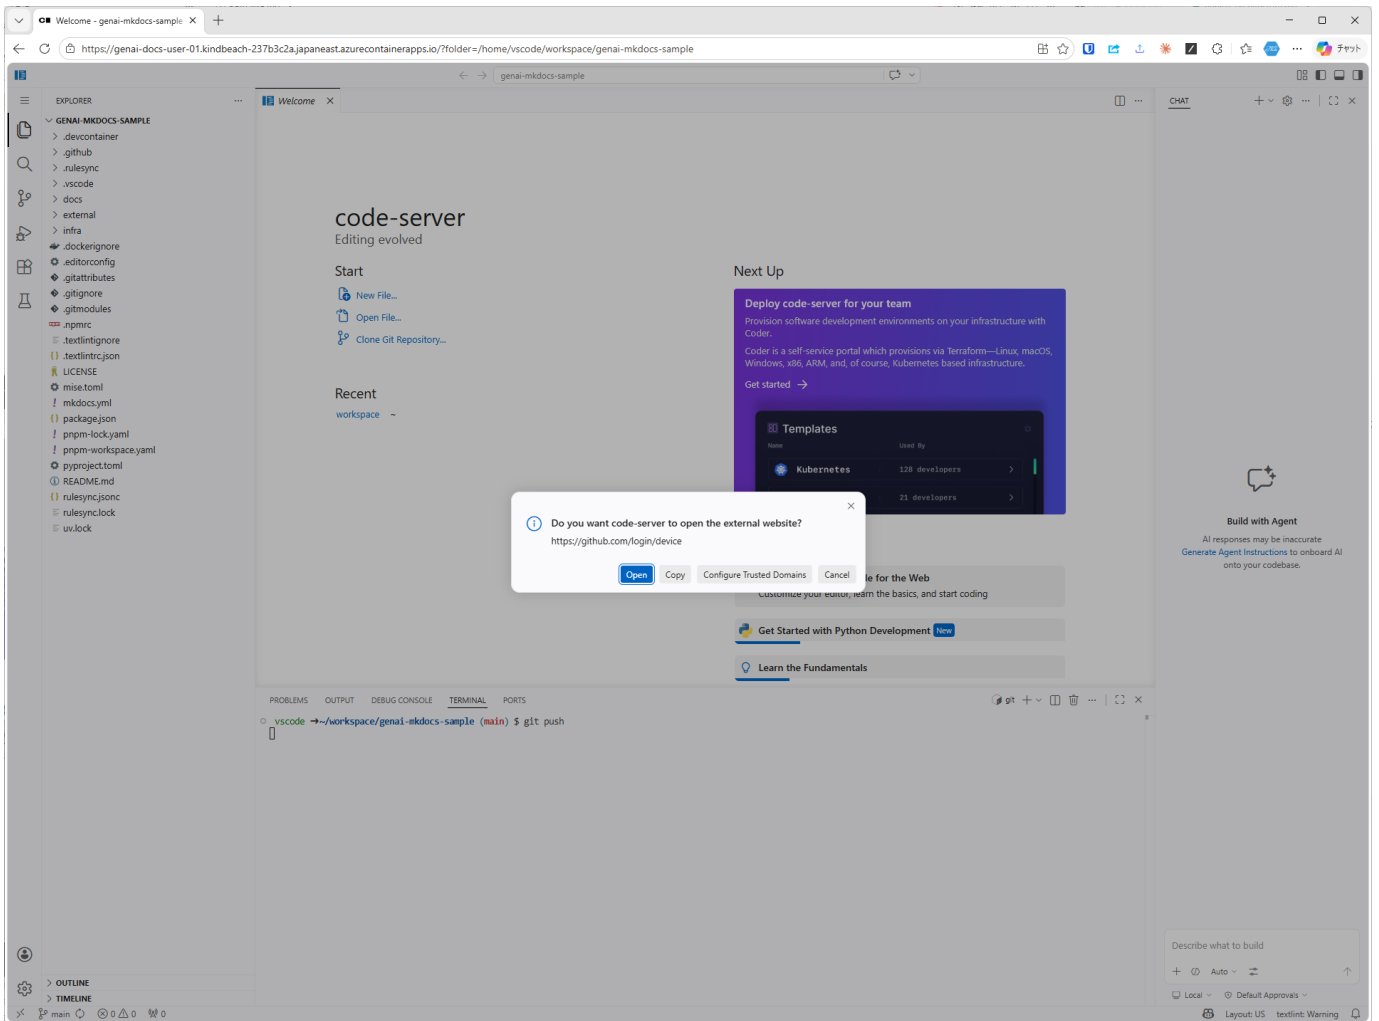 Welcome - genai-mkdocs-sample
https://genai-docs-user-01.kindbeach-237b3c2a.japaneast.azurecontainerapps.io/?folder=/home/vscode/workspace/genai-mkdocs-sample
チャット
genai-mkdocs-sample
EXPLORER
GENAI-MKDOCS-SAMPLE
.devcontainer
.github
.rulesync
.vscode
docs
external
infra
.dockerignore
.editorconfig
.gitattributes
.gitignore
.gitmodules
.npmrc
.textlintignore
.textlintrc.json
LICENSE
mise.toml
mkdocs.yml
package.json
pnpm-lock.yaml
pnpm-workspace.yaml
pyproject.toml
README.md
rulesync.jsonc
rulesync.lock
uv.lock
OUTLINE
TIMELINE
Welcome
code-server
Editing evolved
Start
New File...
Open File...
Clone Git Repository...
Recent
workspace ~
Next Up
Deploy code-server for your team
Provision software development environments on your infrastructure with
Coder.
Coder is a self-service portal which provisions via Terraform—Linux, macOS,
Windows, x86, ARM, and, of course, Kubernetes based infrastructure.
Get started
Templates
Name Used By
Kubernetes 128 developers
21 developers
Do you want code-server to open the external website?
https://github.com/login/device
Open Copy Configure Trusted Domains Cancel
le for the Web
Customize your editor, learn the basics, and start coding
Get Started with Python Development New
Learn the Fundamentals
PROBLEMS OUTPUT DEBUG CONSOLE TERMINAL PORTS
git
vscode ➜~/workspace/genai-mkdocs-sample (main) $ git push
CHAT
Build with Agent
AI responses may be inaccurate
Generate Agent Instructions to onboard AI
onto your codebase.
Describe what to build
Auto
Local Default Approvals
main 0 0 0
Layout: US textlint: Warning